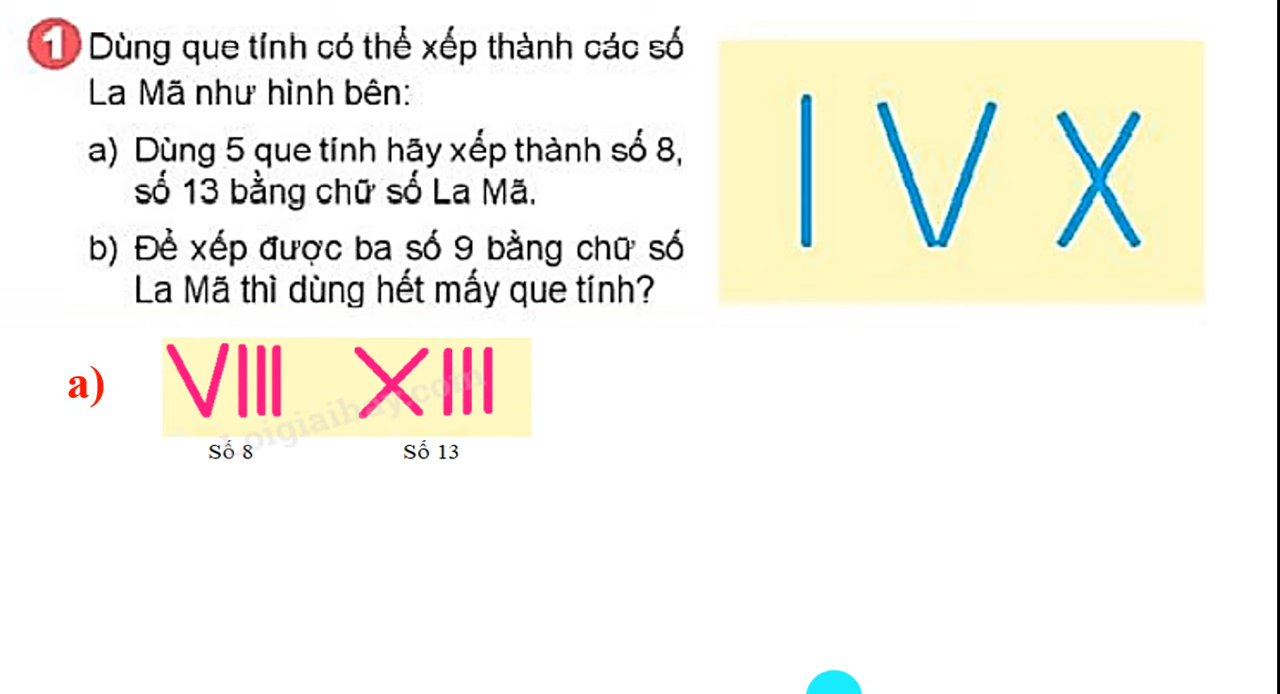 1 Dùng que tính có thể xếp thành các số
La Mã như hình bên:
a) Dùng 5 que tính hãy xếp thành số 8,
số 13 bằng chữ số La Mã.
b) Để xếp được ba số 9 bằng chữ số
La Mã thì dùng hết mấy que tính?
I V X
a) VIII XIII
Loigiaihay.com
Số 8 Số 13